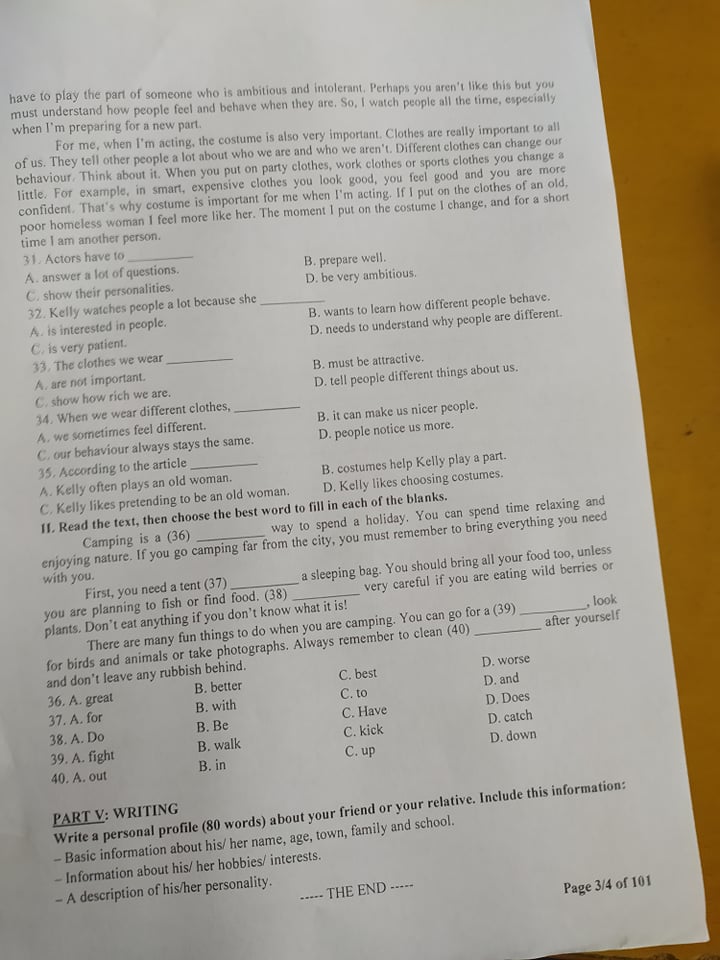 have to play the part of someone who is ambitious and intolerant. Perhaps you aren't like this but you
must understand how people feel and behave when they are. So, I watch people all the time, especially
when I'm preparing for a new part.
For me, when I'm acting, the costume is also very important. Clothes are really important to all
of us. They tell other people a lot about who we are and who we aren't. Different clothes can change our
behaviour. Think about it. When you put on party clothes, work clothes or sports clothes you change a
little. For example, in smart, expensive clothes you look good, you feel good and you are more
confident. That's why costume is important for me when I'm acting. If I put on the clothes of an old,
poor homeless woman I feel more like her. The moment I put on the costume I change, and for a short
time I am another person.
31. Actors have to __________
A. answer a lot of questions. B. prepare well.
C. show their personalities. D. be very ambitious.
32. Kelly watches people a lot because she __________
A. is interested in people. B. wants to learn how different people behave.
C. is very patient. D. needs to understand why people are different.
33. The clothes we wear __________
A. are not important. B. must be attractive.
C. show how rich we are. D. tell people different things about us.
34. When we wear different clothes, __________
A. we sometimes feel different. B. it can make us nicer people.
C. our behaviour always stays the same. D. people notice us more.
35. According to the article __________
A. Kelly often plays an old woman. B. costumes help Kelly play a part.
C. Kelly likes pretending to be an old woman. D. Kelly likes choosing costumes.
II. Read the text, then choose the best word to fill in each of the blanks.
Camping is a (36) __________ way to spend a holiday. You can spend time relaxing and
enjoying nature. If you go camping far from the city, you must remember to bring everything you need
with you.
First, you need a tent (37) __________ a sleeping bag. You should bring all your food too, unless
you are planning to fish or find food. (38) __________ very careful if you are eating wild berries or
plants. Don't eat anything if you don't know what it is!
There are many fun things to do when you are camping. You can go for a (39) __________, look
for birds and animals or take photographs. Always remember to clean (40) __________ after yourself
and don't leave any rubbish behind.
36. A. great B. better C. best D. worse
37. A. for B. with C. to D. and
38. A. Do B. Be C. Have D. Does
39. A. fight B. walk C. kick D. catch
40. A. out B. in C. up D. down
PART V: WRITING
Write a personal profile (80 words) about your friend or your relative. Include this information:
– Basic information about his/ her name, age, town, family and school.
– Information about his/ her hobbies/ interests.
– A description of his/her personality.
----- THE END -----
Page 3/4 of 101